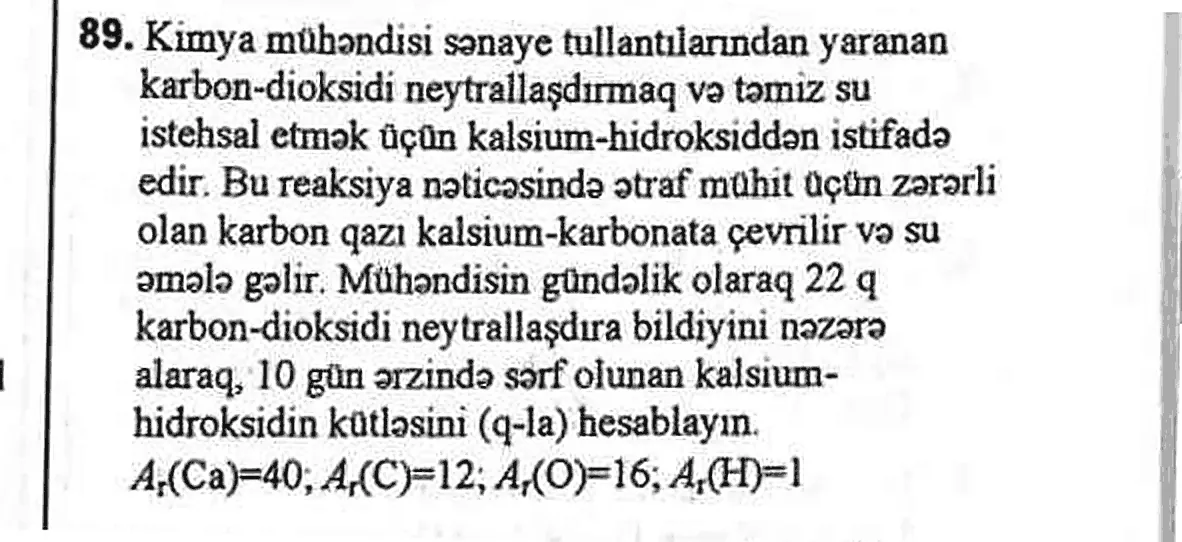 89. Kimya mühəndisi sənaye tullantılarından yaranan
karbon-dioksidi neytrallaşdırmaq və təmiz su
istehsal etmək üçün kalsium-hidroksiddən istifadə
edir. Bu reaksiya nəticəsində ətraf mühit üçün zərərli
olan karbon qazı kalsium-karbonata çevrilir və su
əmələ gəlir. Mühəndisin gündəlik olaraq 22 q
karbon-dioksidi neytrallaşdıra bildiyini nəzərə
alaraq, 10 gün ərzində sərf olunan kalsium-
hidroksidin kütləsini (q-la) hesablayın.
Aᵣ(Ca)=40; Aᵣ(C)=12; Aᵣ(O)=16; Aᵣ(H)=1